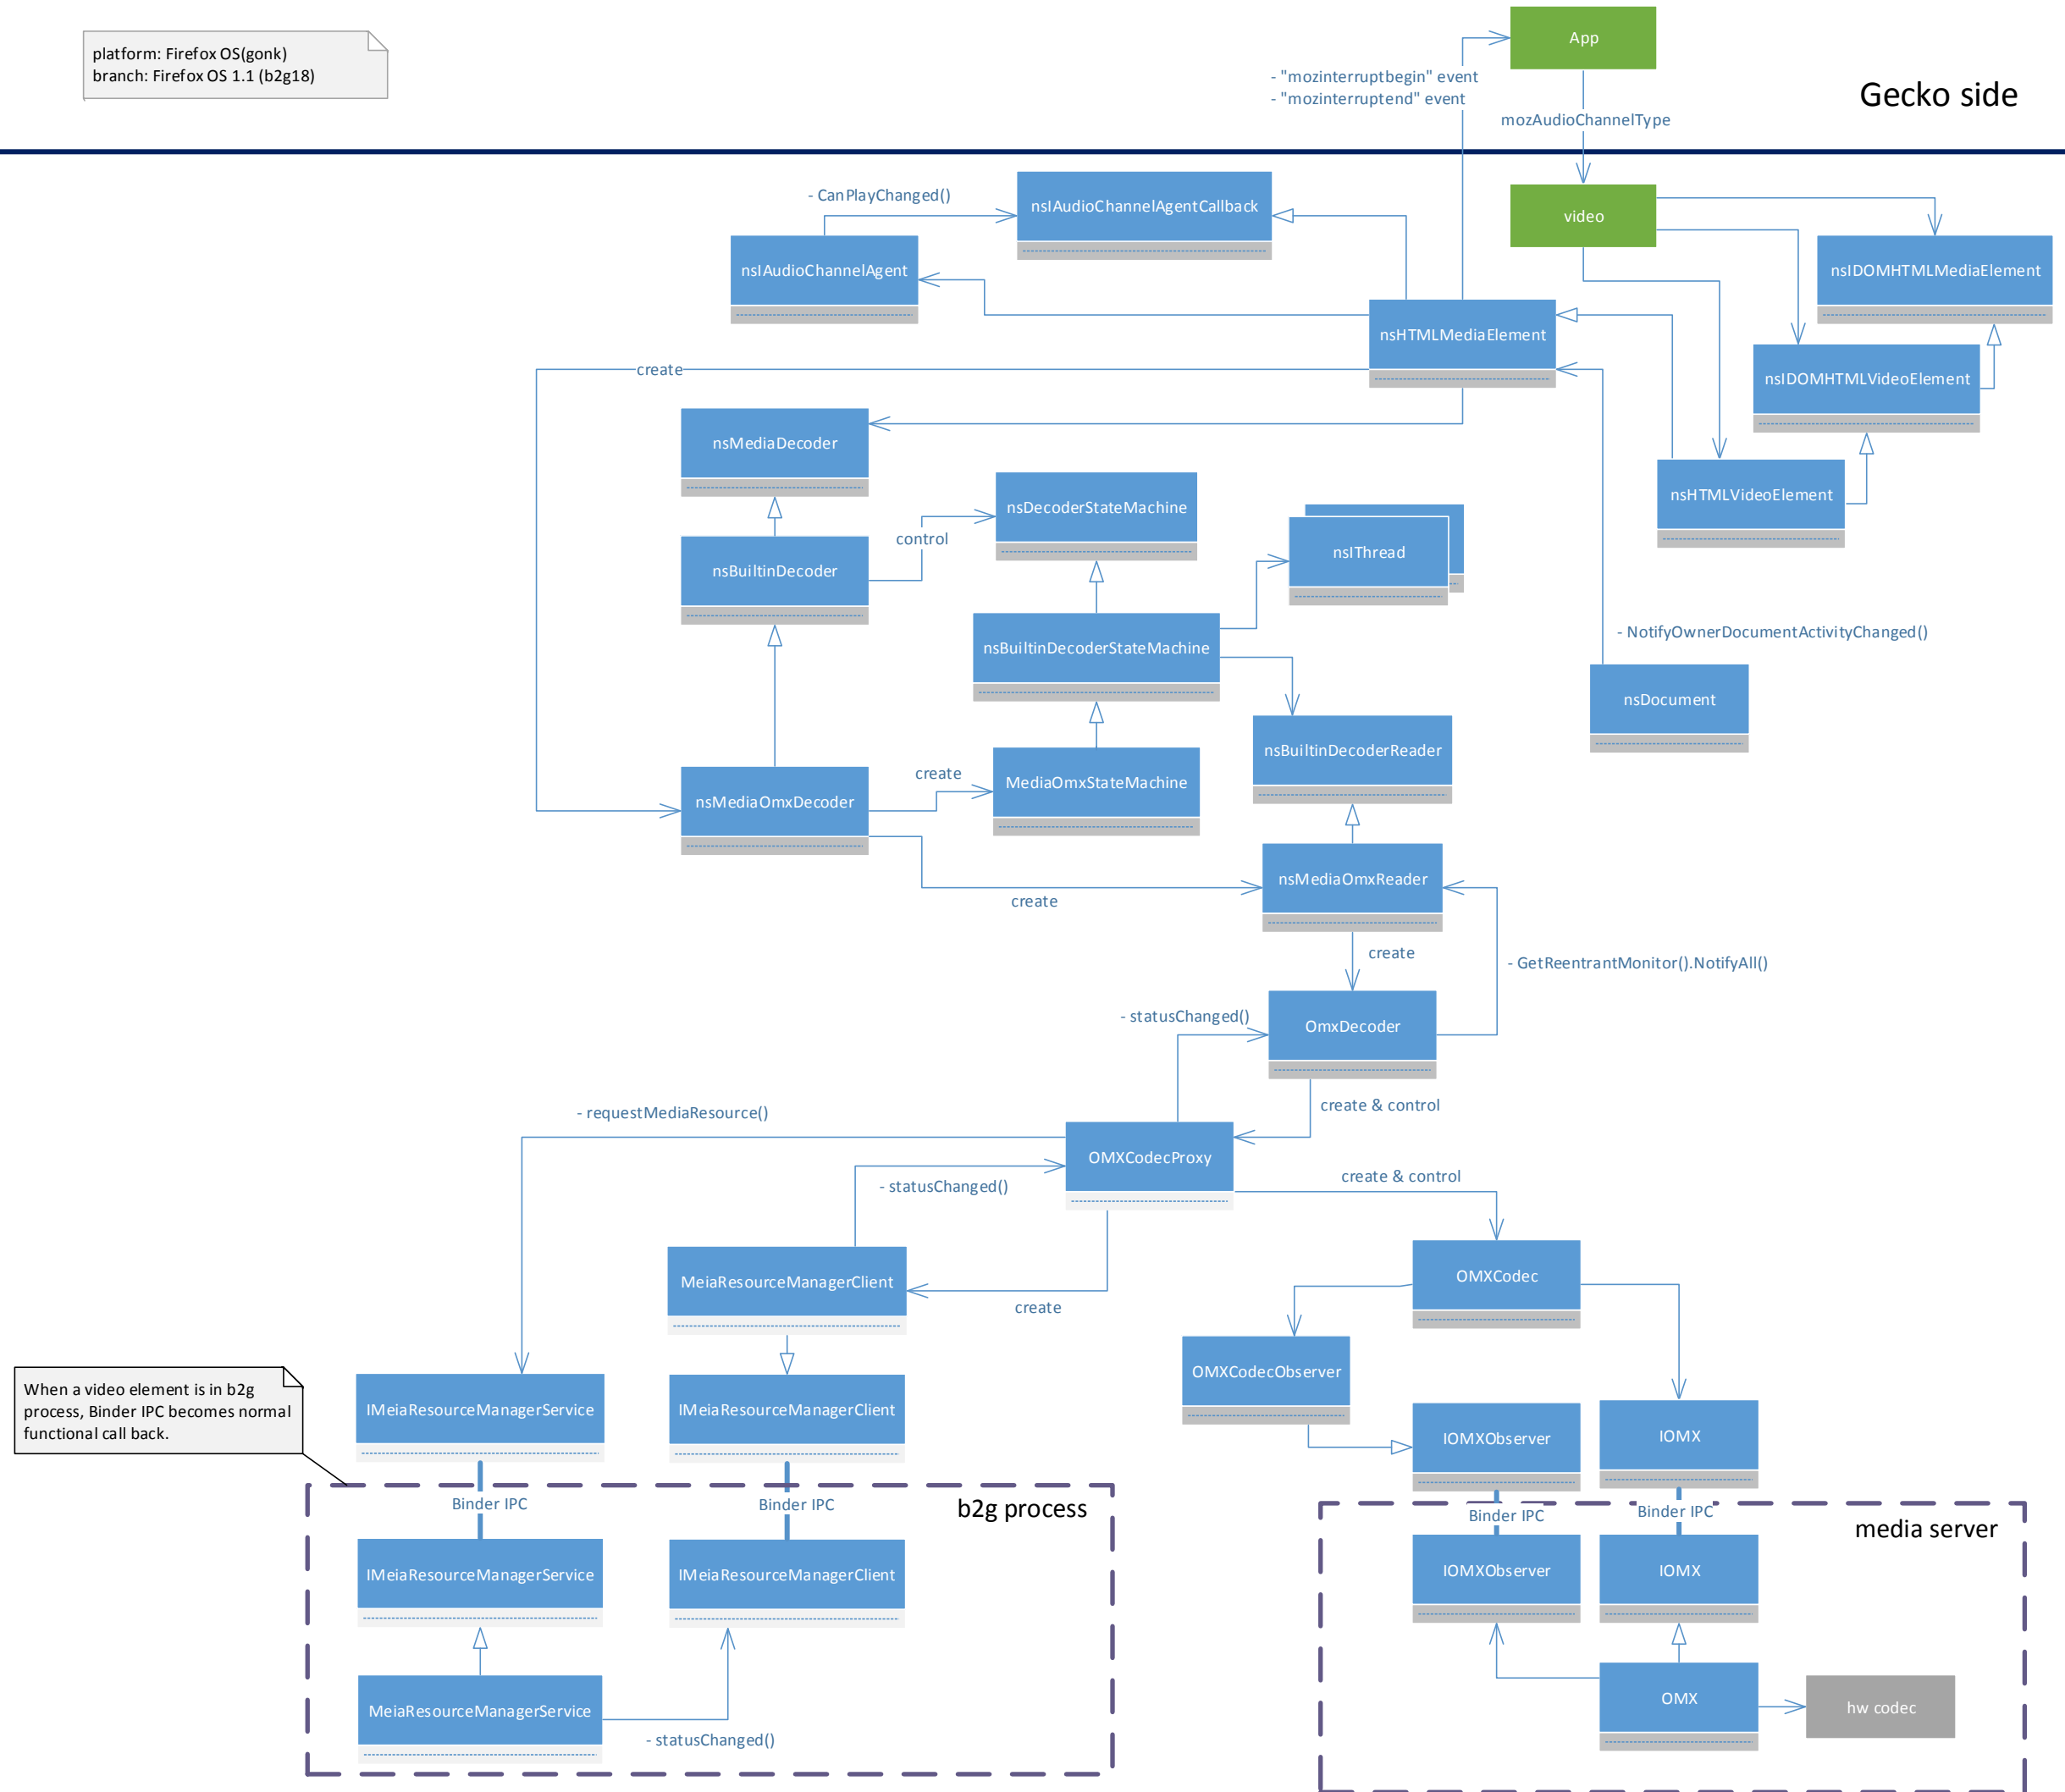 platform: Firefox OS(gonk)
branch: Firefox OS 1.1 (b2g18)
App
- "mozinterruptbegin" event
- "mozinterruptend" event
Gecko side
mozAudioChannelType
- CanPlayChanged()
nsIAudioChannelAgentCallback
video
nsIAudioChannelAgent
nsIDOMHTMLMediaElement
nsHTMLMediaElement
create
nsIDOMHTMLVideoElement
nsMediaDecoder
nsHTMLVideoElement
nsDecoderStateMachine
control
nsIThread
nsBuiltinDecoder
- NotifyOwnerDocumentActivityChanged()
nsBuiltinDecoderStateMachine
nsDocument
nsBuiltinDecoderReader
create
MediaOmxStateMachine
nsMediaOmxDecoder
nsMediaOmxReader
create
create
- GetReentrantMonitor().NotifyAll()
- statusChanged()
OmxDecoder
- requestMediaResource()
create & control
OMXCodecProxy
create & control
- statusChanged()
MeiaResourceManagerClient
OMXCodec
create
OMXCodecObserver
When a video element is in b2g
process, Binder IPC becomes normal
functional call back.
IMeiaResourceManagerService
IMeiaResourceManagerClient
IOMXObserver
IOMX
Binder IPC
Binder IPC
b2g process
Binder IPC
Binder IPC
media server
IMeiaResourceManagerService
IMeiaResourceManagerClient
IOMXObserver
IOMX
MeiaResourceManagerService
- statusChanged()
OMX
hw codec